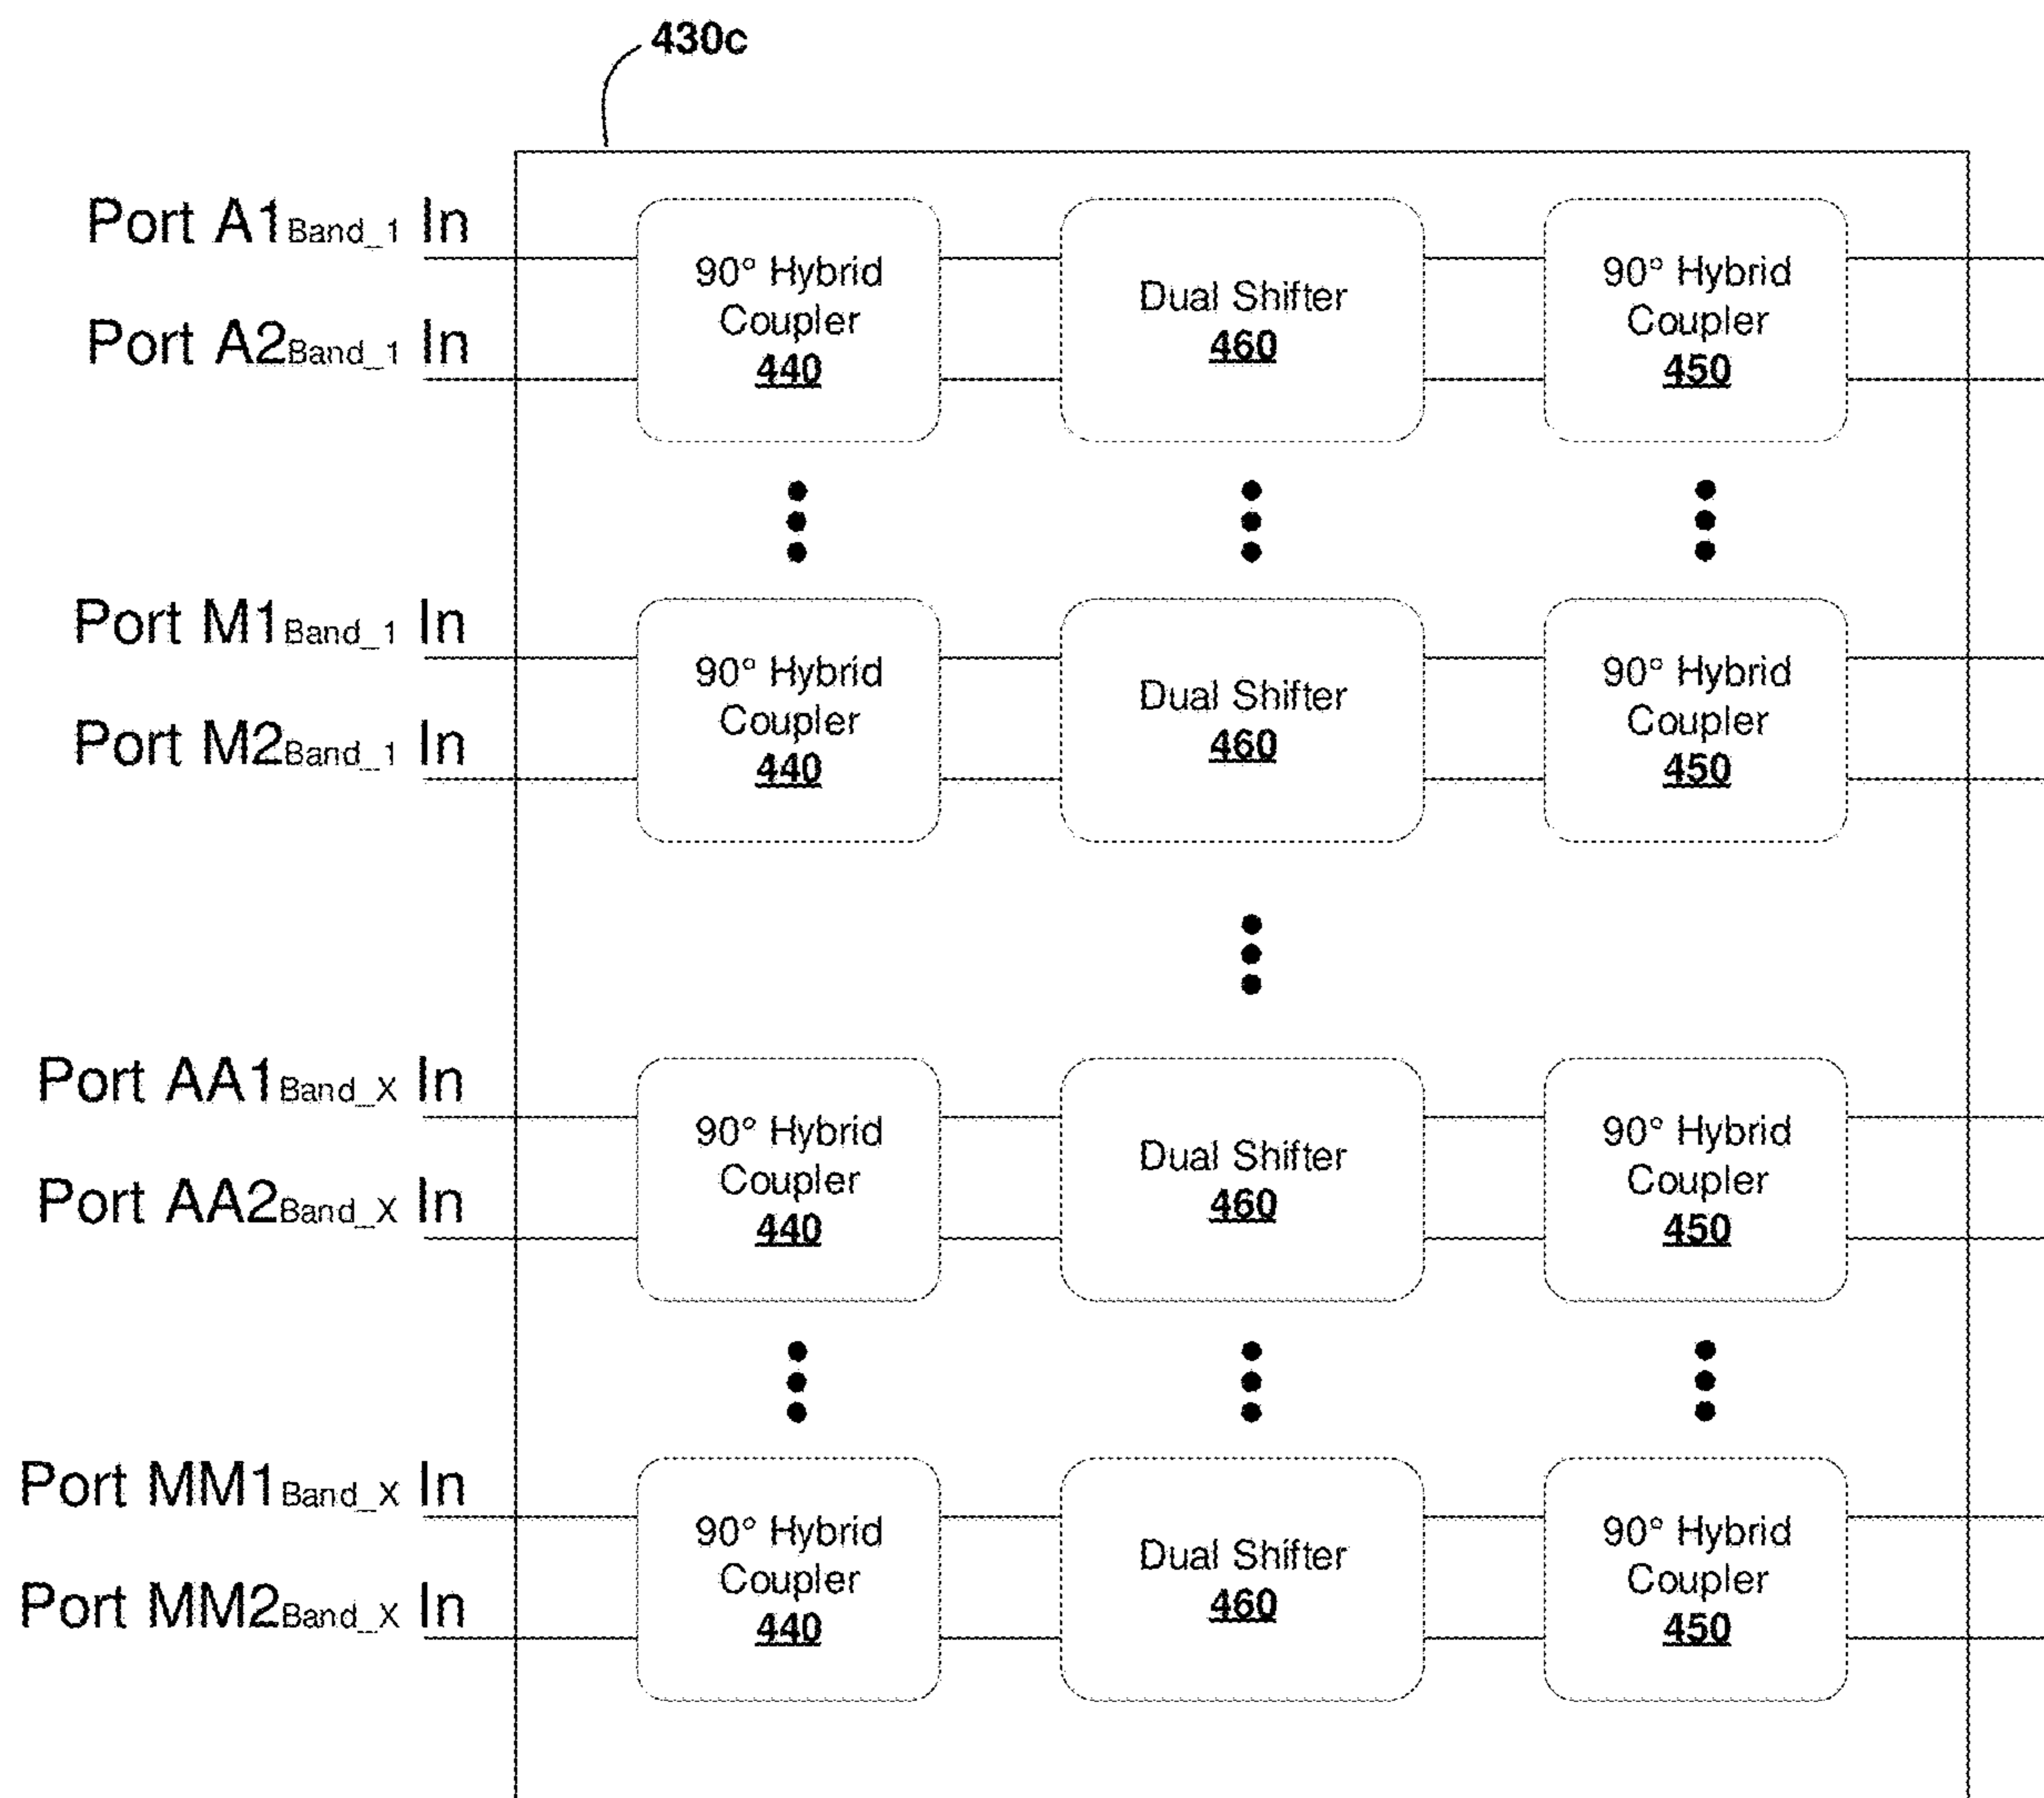 430c
Port A1Band_1 In
Port A2Band_1 In
90° Hybrid
Coupler
440
Dual Shifter
460
90° Hybrid
Coupler
450
Port M1Band_1 In
Port M2Band_1 In
90° Hybrid
Coupler
440
Dual Shifter
460
90° Hybrid
Coupler
450
Port AA1Band_X In
Port AA2Band_X In
90° Hybrid
Coupler
440
Dual Shifter
460
90° Hybrid
Coupler
450
Port MM1Band_X In
Port MM2Band_X In
90° Hybrid
Coupler
440
Dual Shifter
460
90° Hybrid
Coupler
450